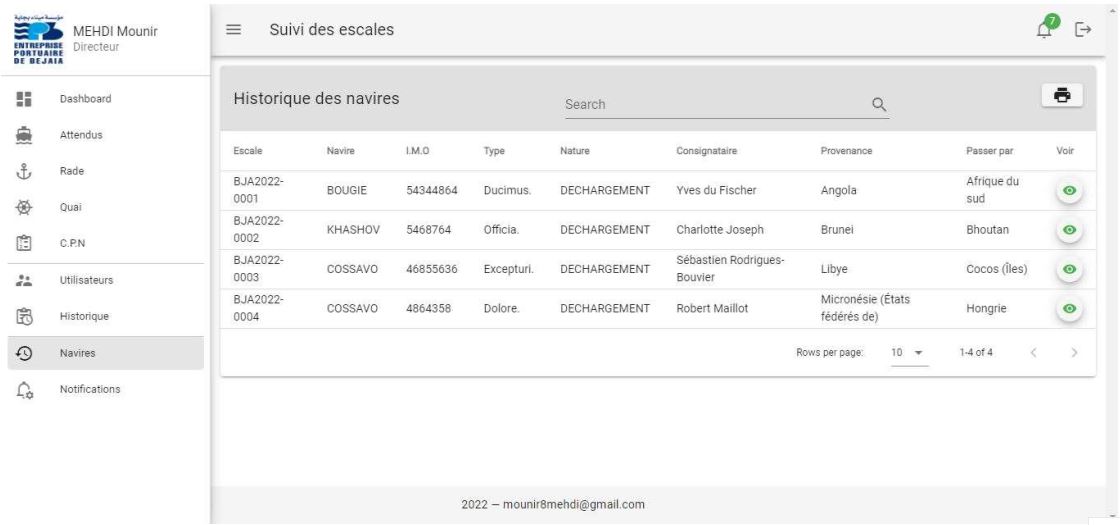 مؤسسة ميناء بجاية
ENTREPRISE
PORTUAIRE
DE BEJAIA
MEHDI Mounir
Directeur
Suivi des escales
7
Dashboard
Attendus
Rade
Quai
C.P.N
Utilisateurs
Historique
Navires
Notifications
Historique des navires
Search
Escale Navire I.M.O Type Nature Consignataire Provenance Passer par Voir
BJA2022-0001 BOUGIE 54344864 Ducimus. DECHARGEMENT Yves du Fischer Angola Afrique du sud
BJA2022-0002 KHASHOV 5468764 Officia. DECHARGEMENT Charlotte Joseph Brunei Bhoutan
BJA2022-0003 COSSAVO 46855636 Excepturi. DECHARGEMENT Sébastien Rodrigues-Bouvier Libye Cocos (Îles)
BJA2022-0004 COSSAVO 4864358 Dolore. DECHARGEMENT Robert Maillot Micronésie (États fédérés de) Hongrie
Rows per page: 10 1-4 of 4
2022 — mounir8mehdi@gmail.com